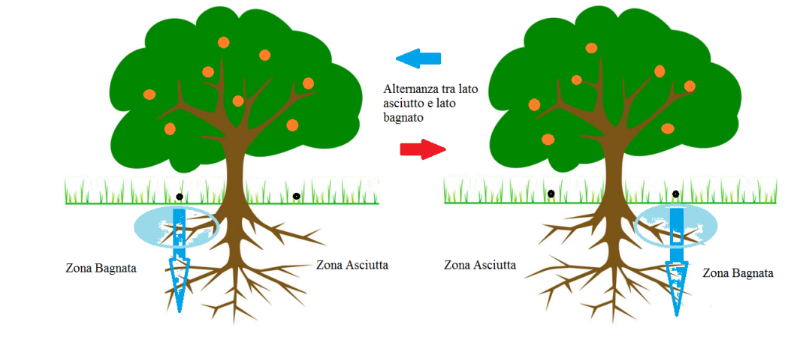 Alternanza tra lato
asciutto e lato
bagnato
Zona Bagnata
Zona Asciutta
Zona Asciutta
Zona Bagnata